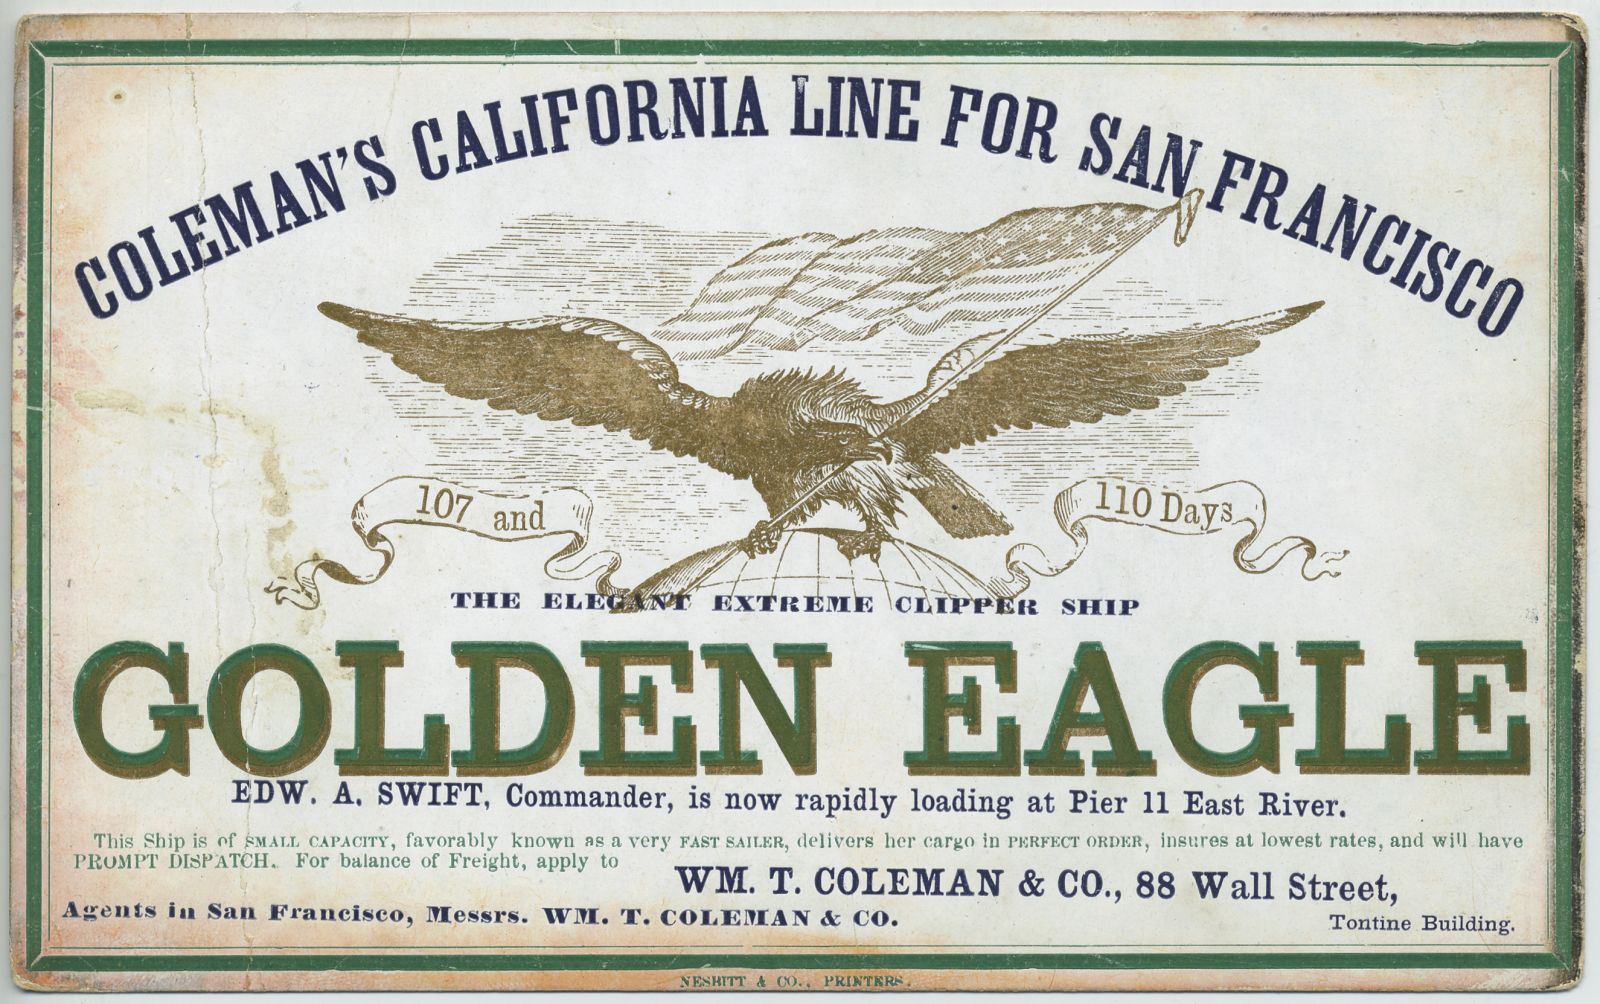 COLEMAN'S CALIFORNIA LINE FOR SAN FRANCISCO
107 and
110 Days
THE ELEGANT EXTREME CLIPPER SHIP
GOLDEN EAGLE
EDW. A. SWIFT, Commander, is now rapidly loading at Pier 11 East River.
This Ship is of SMALL CAPACITY, favorably known as a very FAST SAILER, delivers her cargo in PERFECT ORDER, insures at lowest rates, and will have
PROMPT DISPATCH. For balance of Freight, apply to
WM. T. COLEMAN & CO., 88 Wall Street,
Agents in San Francisco, Messrs. WM. T. COLEMAN & CO.
Tontine Building.
NESBITT & CO., PRINTERS.